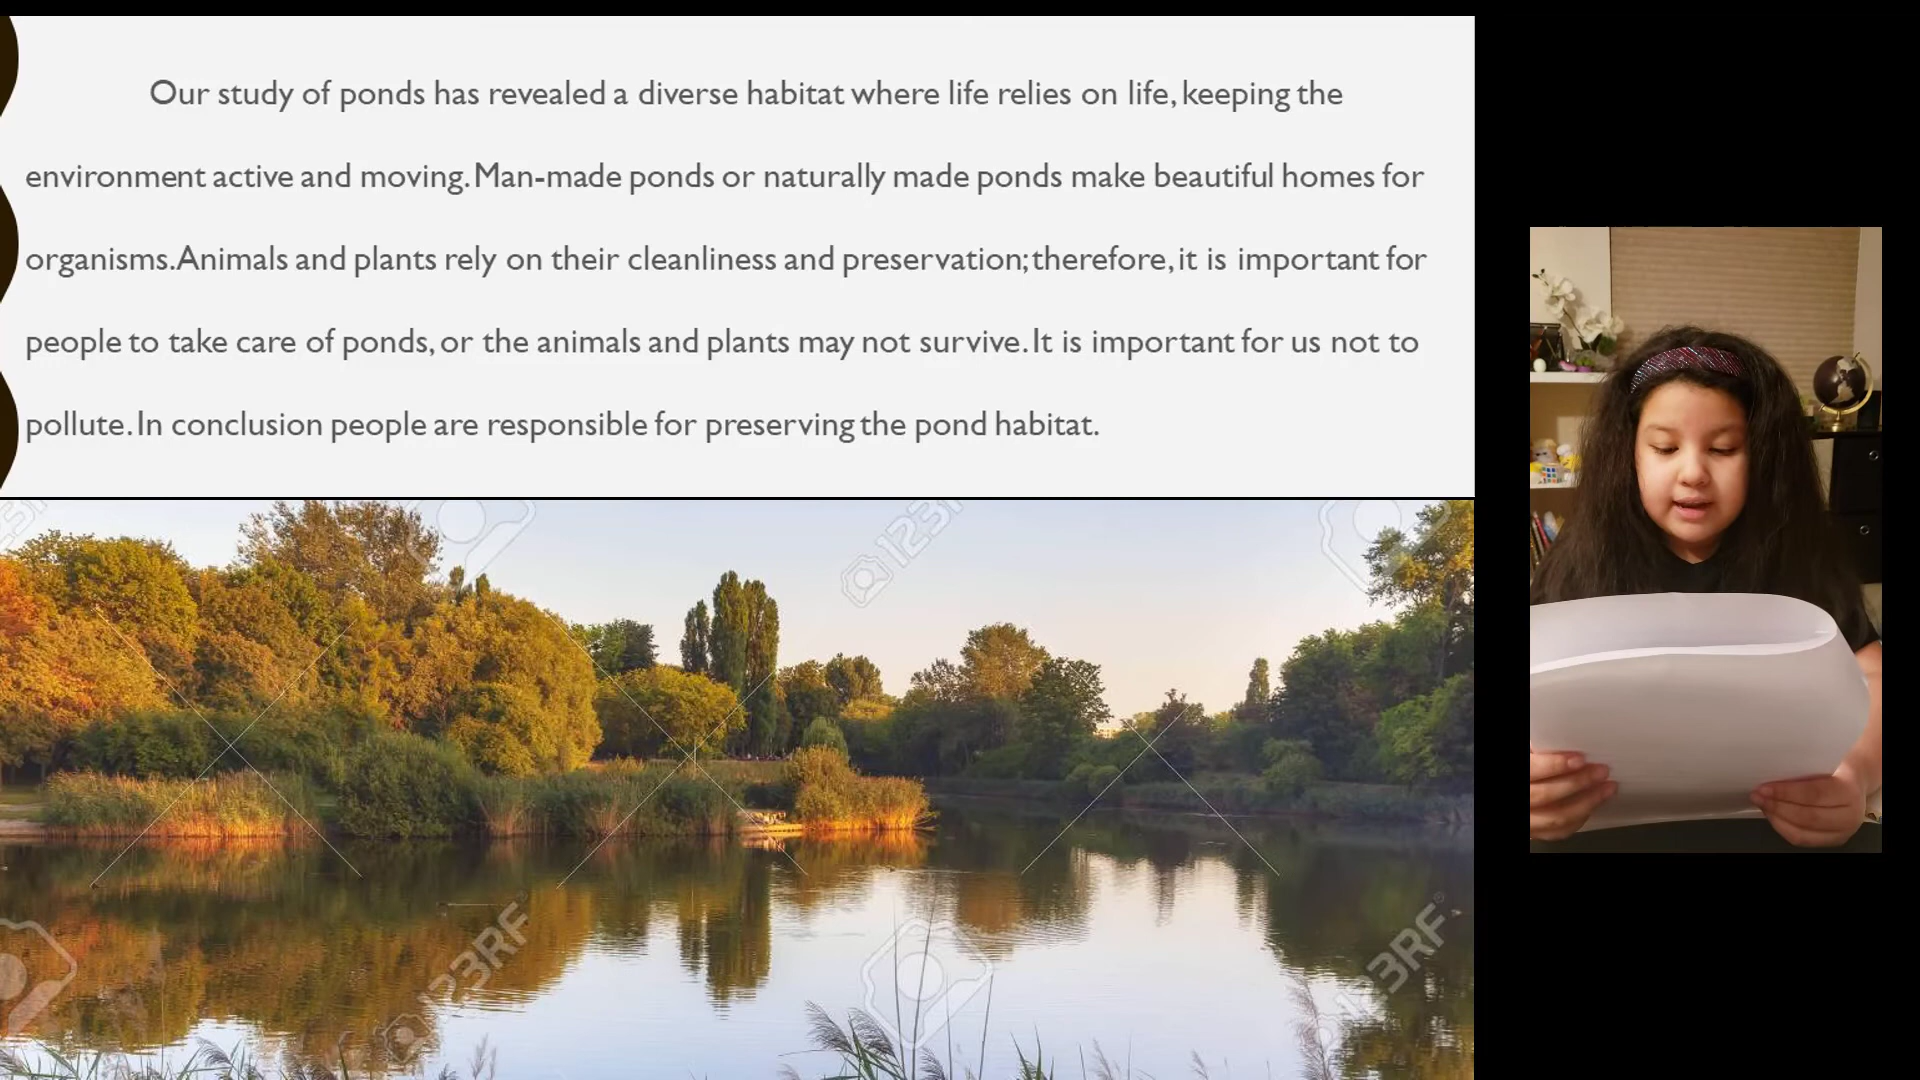 Our study of ponds has revealed a diverse habitat where life relies on life, keeping the
environment active and moving. Man-made ponds or naturally made ponds make beautiful homes for
organisms. Animals and plants rely on their cleanliness and preservation; therefore, it is important for
people to take care of ponds, or the animals and plants may not survive. It is important for us not to
pollute. In conclusion people are responsible for preserving the pond habitat.
123RF
123RF
123RF